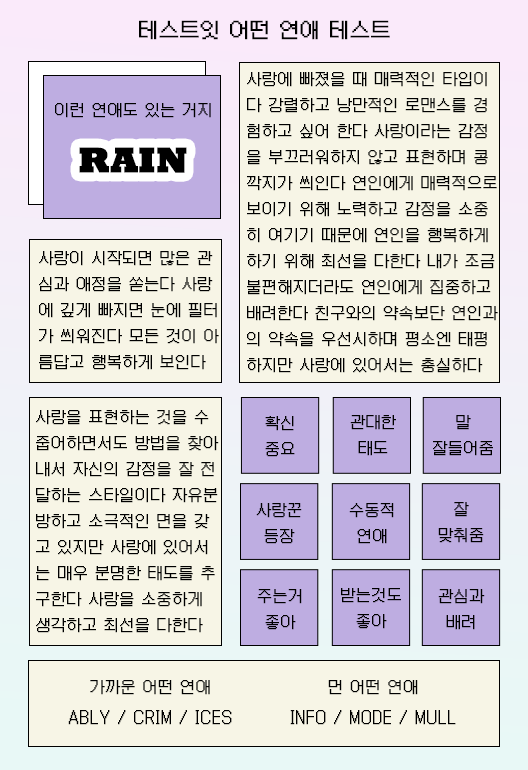 테스트잇 어떤 연애 테스트
이런 연애도 있는 거지
RAIN
사랑이 시작되면 많은 관
심과 애정을 쏟는다 사랑
에 깊게 빠지면 눈에 필터
가 씌워진다 모든 것이 아
름답고 행복하게 보인다
사랑에 빠졌을 때 매력적인 타입이
다 강렬하고 낭만적인 로맨스를 경
험하고 싶어 한다 사랑이라는 감정
을 부끄러워하지 않고 표현하며 콩
깍지가 씌인다 연인에게 매력적으로
보이기 위해 노력하고 감정을 소중
히 여기기 때문에 연인을 행복하게
하기 위해 최선을 다한다 내가 조금
불편해지더라도 연인에게 집중하고
배려한다 친구와의 약속보단 연인과
의 약속을 우선시하며 평소엔 태평
하지만 사랑에 있어서는 충실하다
사랑을 표현하는 것을 수
줍어하면서도 방법을 찾아
내서 자신의 감정을 잘 전
달하는 스타일이다 자유분
방하고 소극적인 면을 갖
고 있지만 사랑에 있어서
는 매우 분명한 태도를 추
구한다 사랑을 소중하게
생각하고 최선을 다한다
확신
중요
관대한
태도
말
잘들어줌
사랑꾼
등장
수동적
연애
잘
맞춰줌
주는거
좋아
받는것도
좋아
관심과
배려
가까운 어떤 연애
ABLY / CRIM / ICES
먼 어떤 연애
INFO / MODE / MULL